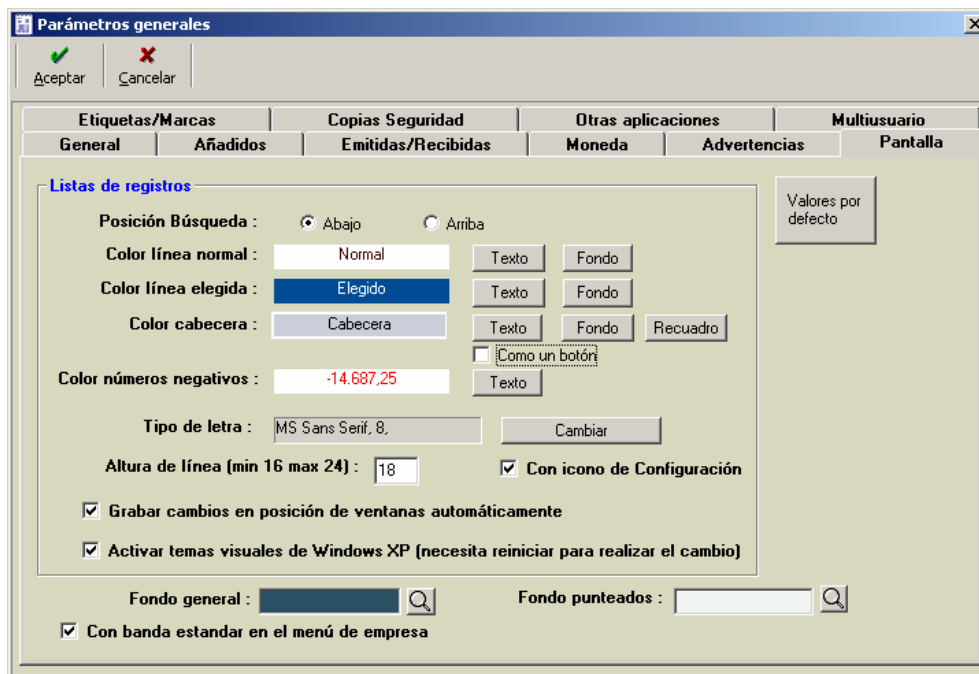 Parámetros generales
Aceptar Cancelar
Etiquetas/Marcas Copias Seguridad Otras aplicaciones Multiusuario
General Añadidos Emitidas/Recibidas Moneda Advertencias Pantalla
Listas de registros
Valores por
defecto
Posición Búsqueda : Abajo Arriba
Color línea normal : Normal Texto Fondo
Color línea elegida : Elegido Texto Fondo
Color cabecera : Cabecera Texto Fondo Recuadro
Como un botón
Color números negativos : -14.687,25 Texto
Tipo de letra : MS Sans Serif, 8, Cambiar
Altura de línea (min 16 max 24) : 18 Con icono de Configuración
Grabar cambios en posición de ventanas automáticamente
Activar temas visuales de Windows XP (necesita reiniciar para realizar el cambio)
Fondo general : Fondo punteados :
Con banda estandar en el menú de empresa